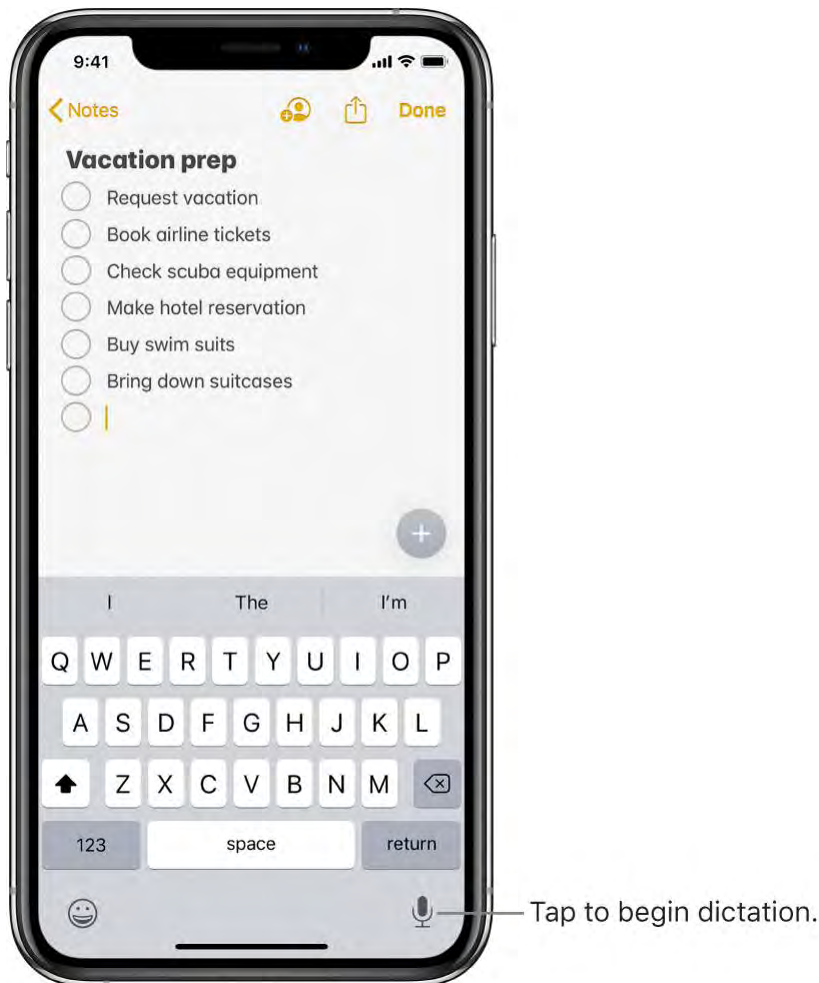 9:41
Notes
Done
Vacation prep
Request vacation
Book airline tickets
Check scuba equipment
Make hotel reservation
Buy swim suits
Bring down suitcases
I The I'm
Q W E R T Y U I O P
A S D F G H J K L
Z X C V B N M
123 space return
Tap to begin dictation.